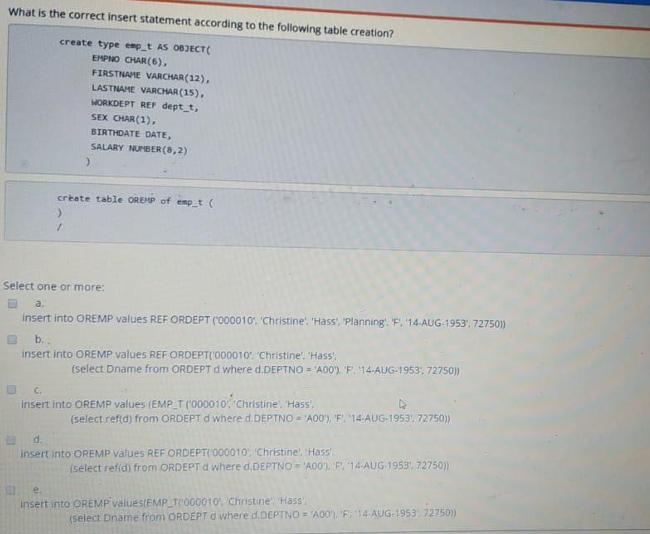 What is the correct insert statement according to the following table creation?
create type emp_t AS OBJECT(
EMPNO CHAR(6),
FIRSTNAME VARCHAR(12),
LASTNAME VARCHAR(15),
WORKDEPT REF dept_t,
SEX CHAR(1),
BIRTHDATE DATE,
SALARY NUMBER(8,2)
)
create table OREMP of emp_t (
)
/
Select one or more:
a.
insert into OREMP values REF ORDEPT ('000010', 'Christine', 'Hass', 'Planning', 'F', '14-AUG-1953', 72750))
b.
insert into OREMP values REF ORDEPT('000010', 'Christine', 'Hass',
(select Dname from ORDEPT d where d.DEPTNO = 'A00'), 'F', '14-AUG-1953', 72750))
c.
insert into OREMP values (EMP_T ('000010', 'Christine', 'Hass',
(select ref(d) from ORDEPT d where d.DEPTNO = 'A00'), 'F', '14-AUG-1953', 72750))
d.
insert into OREMP values REF ORDEPT('000010', 'Christine', 'Hass',
(select ref(d) from ORDEPT d where d.DEPTNO = 'A00'), 'F', '14-AUG-1953', 72750))
e.
insert into OREMP values(EMP_T('000010', 'Christine', 'Hass',
(select Dname from ORDEPT d where d.DEPTNO = 'A00'), 'F', '14-AUG-1953', 72750))